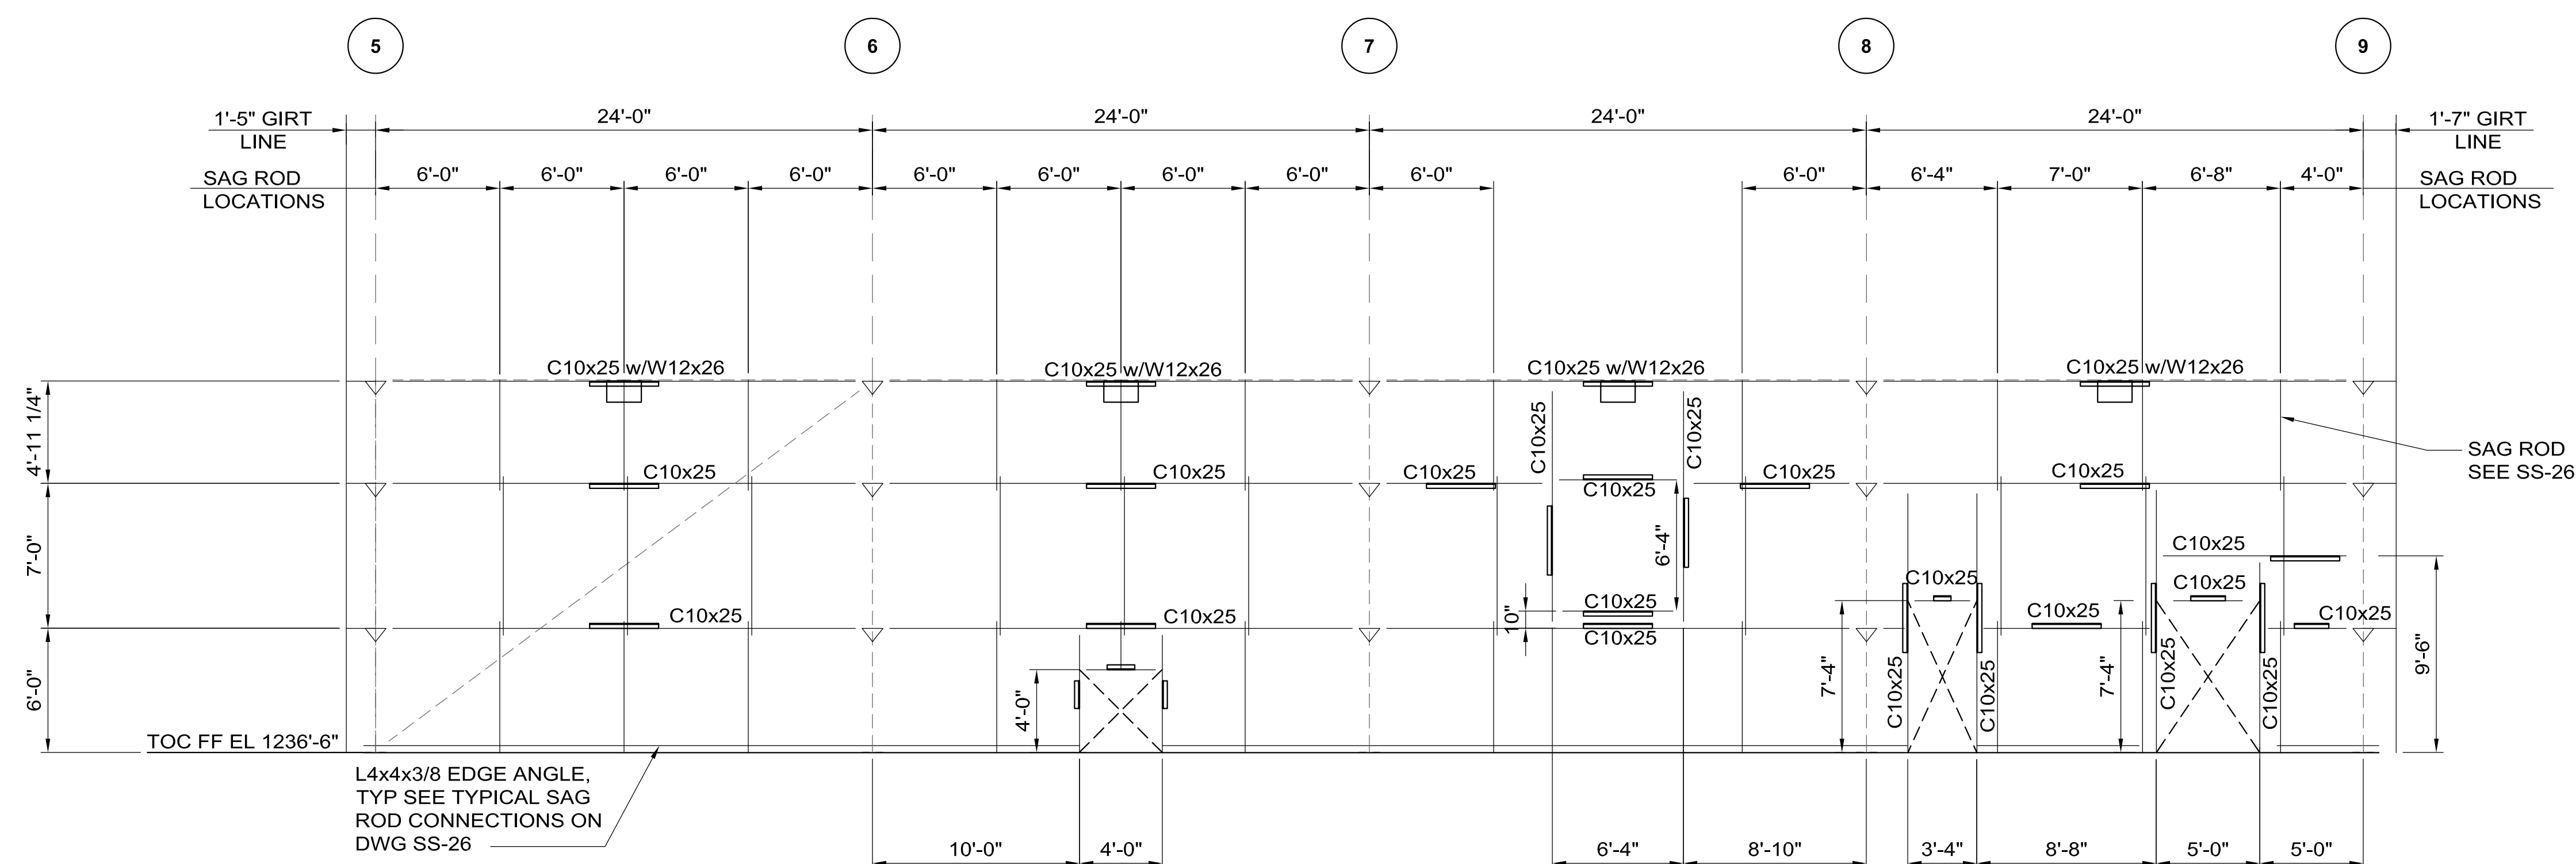 5 6 7 8 9
1'-5" GIRT
LINE
24'-0" 24'-0" 24'-0" 24'-0"
1'-7" GIRT
LINE
SAG ROD
LOCATIONS
6'-0" 6'-0" 6'-0" 6'-0" 6'-0" 6'-0" 6'-0" 6'-0" 6'-0" 6'-0" 6'-4" 7'-0" 6'-8" 4'-0"
SAG ROD
LOCATIONS
C10x25 w/W12x26 C10x25 w/W12x26 C10x25 w/W12x26 C10x25 w/W12x26
4'-11 1/4"
C10x25
C10x25
SAG ROD
SEE SS-26
C10x25 C10x25 C10x25 C10x25 C10x25
C10x25
7'-0"
6'-4"
C10x25
C10x25
C10x25
C10x25
10"
C10x25 C10x25 C10x25 C10x25 C10x25
6'-0"
4'-0"
7'-4"
C10x25
C10x25
7'-4"
C10x25
C10x25
9'-6"
TOC FF EL 1236'-6"
L4x4x3/8 EDGE ANGLE,
TYP SEE TYPICAL SAG
ROD CONNECTIONS ON
DWG SS-26
10'-0" 4'-0" 6'-4" 8'-10" 3'-4" 8'-8" 5'-0" 5'-0"